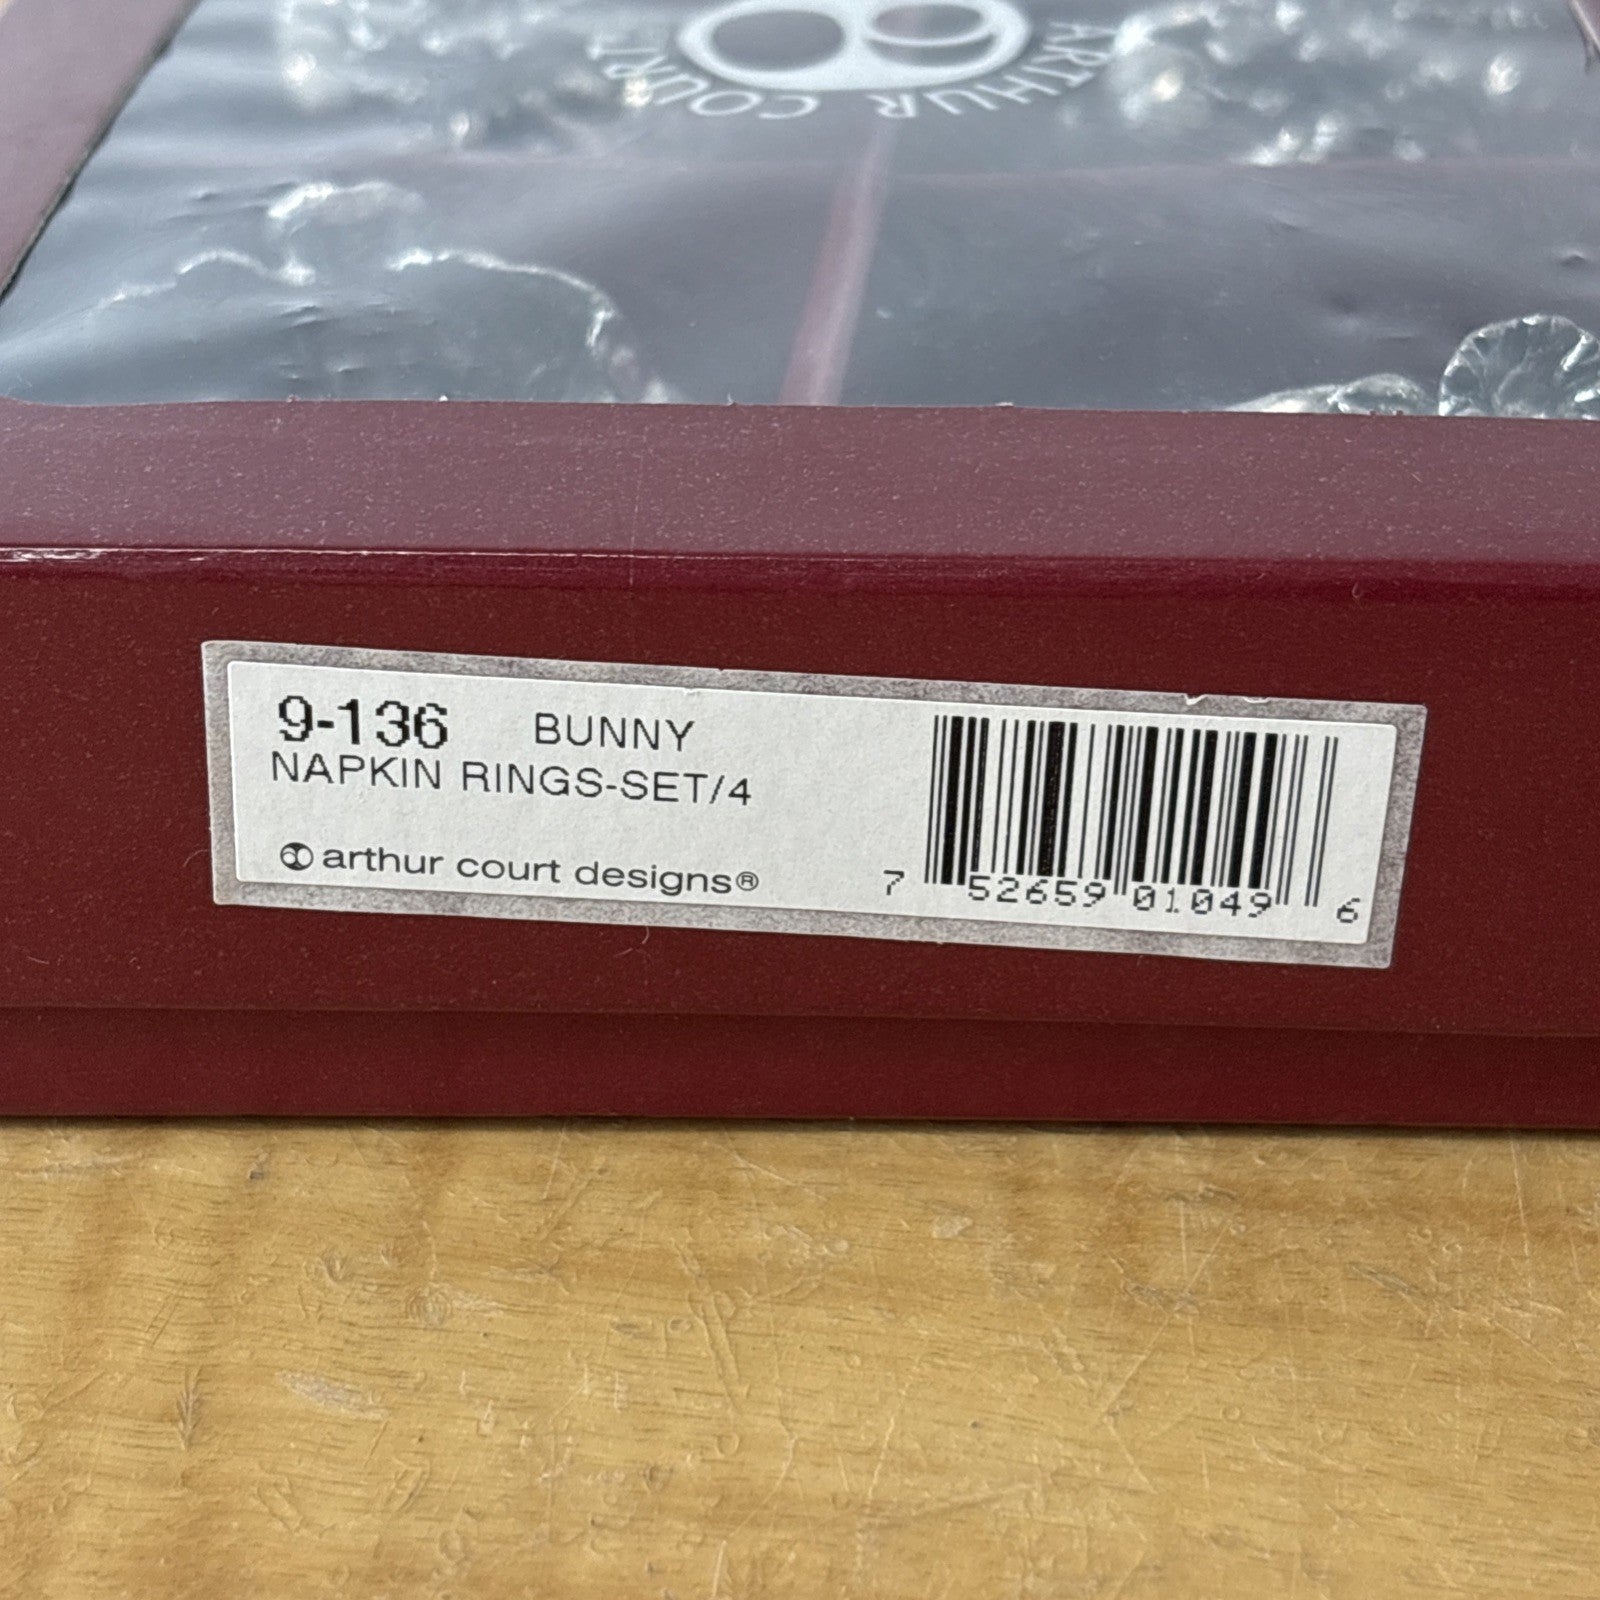 ARTHUR COURT
9-136 BUNNY
NAPKIN RINGS-SET/4
arthur court designs®
7 52659 01049 6